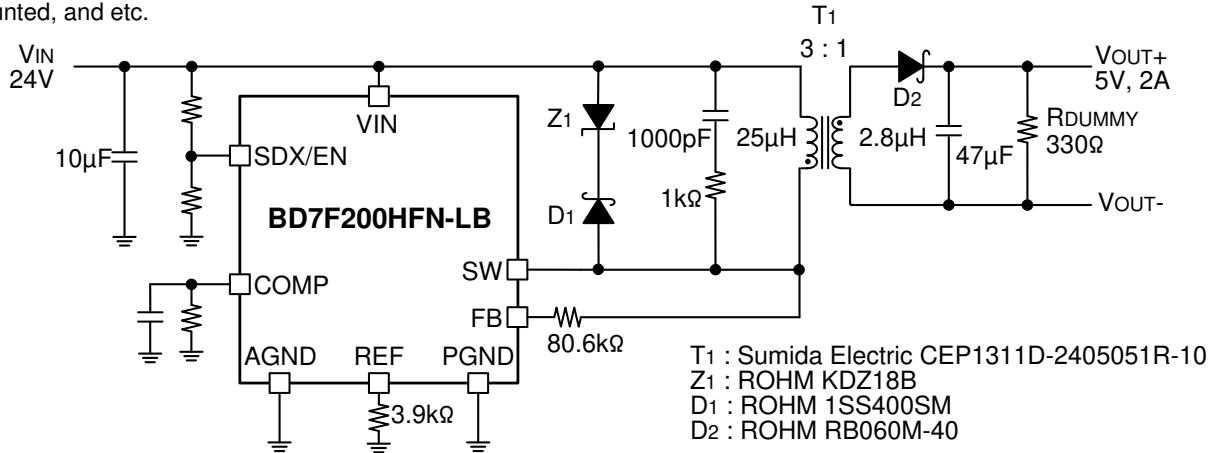 unted, and etc.
VIN
24V
10µF
VIN
SDX/EN
BD7F200HFN-LB
COMP
SW
FB
AGND
REF
PGND
3.9kΩ
80.6kΩ
Z1
D1
1000pF
1kΩ
T1
3 : 1
25µH
2.8µH
D2
47µF
RDUMMY
330Ω
VOUT+
5V, 2A
VOUT-
T1 : Sumida Electric CEP1311D-2405051R-10
Z1 : ROHM KDZ18B
D1 : ROHM 1SS400SM
D2 : ROHM RB060M-40